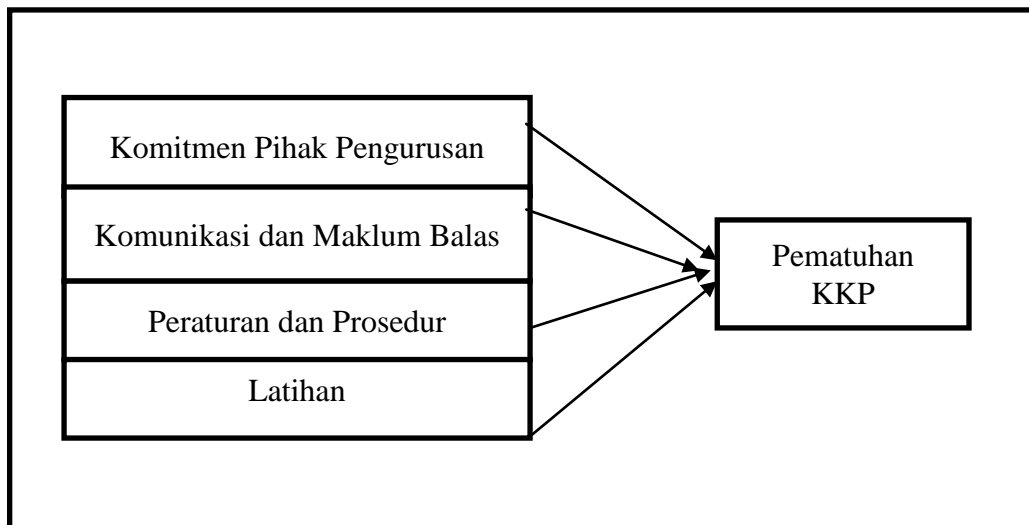 Komitmen Pihak Pengurusan
Komunikasi dan Maklum Balas
Peraturan dan Prosedur
Latihan
Pematuhan
KKP